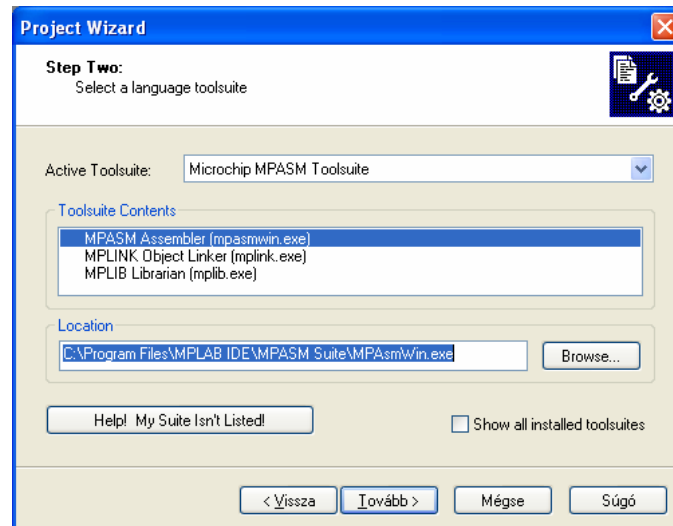 Project Wizard
Step Two:
Select a language toolsuite
Active Toolsuite: Microchip MPASM Toolsuite
Toolsuite Contents
MPASM Assembler (mpasmwin.exe)
MPLINK Object Linker (mplink.exe)
MPLIB Librarian (mplib.exe)
Location
C:\Program Files\MPLAB IDE\MPASM Suite\MPAsmWin.exe Browse...
Help! My Suite Isn't Listed! Show all installed toolsuites
< Vissza Tovább > Mégse Súgó